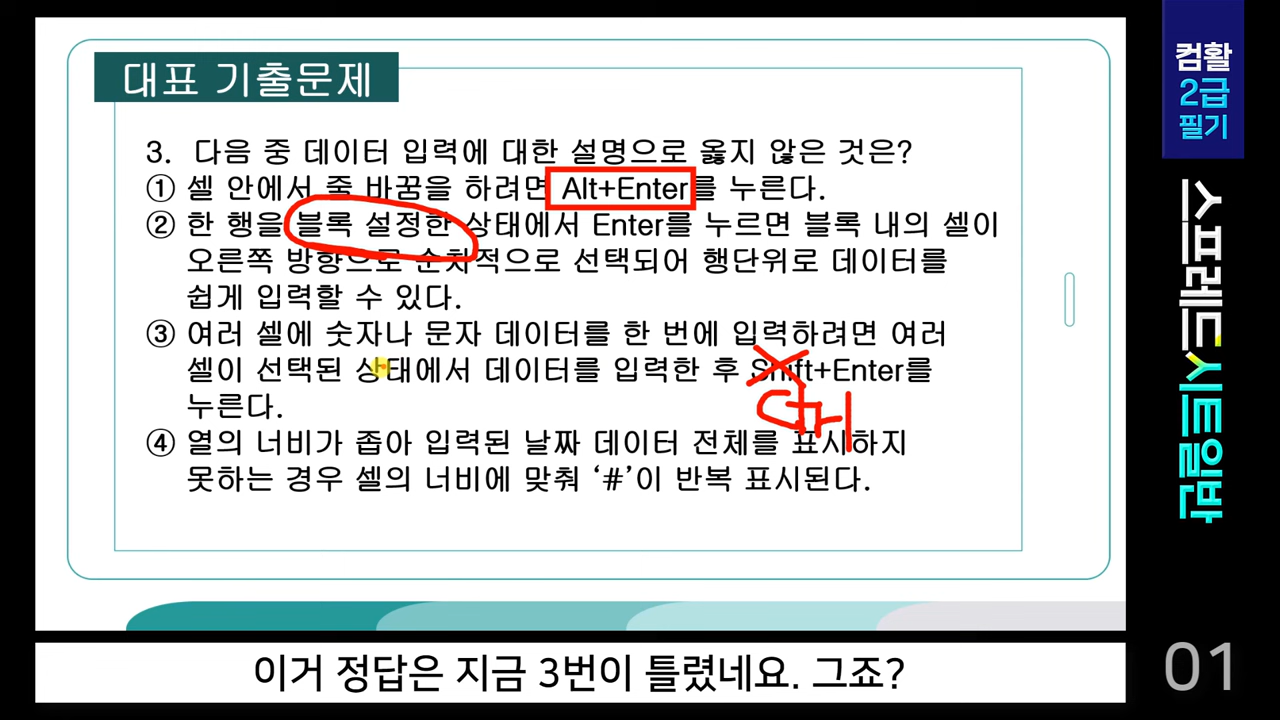 대표 기출문제
3. 다음 중 데이터 입력에 대한 설명으로 옳지 않은 것은?
① 셀 안에서 줄 바꿈을 하려면 Alt+Enter를 누른다.
② 한 행을 블록 설정한 상태에서 Enter를 누르면 블록 내의 셀이
오른쪽 방향으로 순차적으로 선택되어 행단위로 데이터를
쉽게 입력할 수 있다.
③ 여러 셀에 숫자나 문자 데이터를 한 번에 입력하려면 여러
셀이 선택된 상태에서 데이터를 입력한 후 Shift+Enter를
Ctrl
누른다.
④ 열의 너비가 좁아 입력된 날짜 데이터 전체를 표시하지
못하는 경우 셀의 너비에 맞춰 ‘#’이 반복 표시된다.
이거 정답은 지금 3번이 틀렸네요. 그죠?
컴활
2급
필기
스프레드시트일반
01